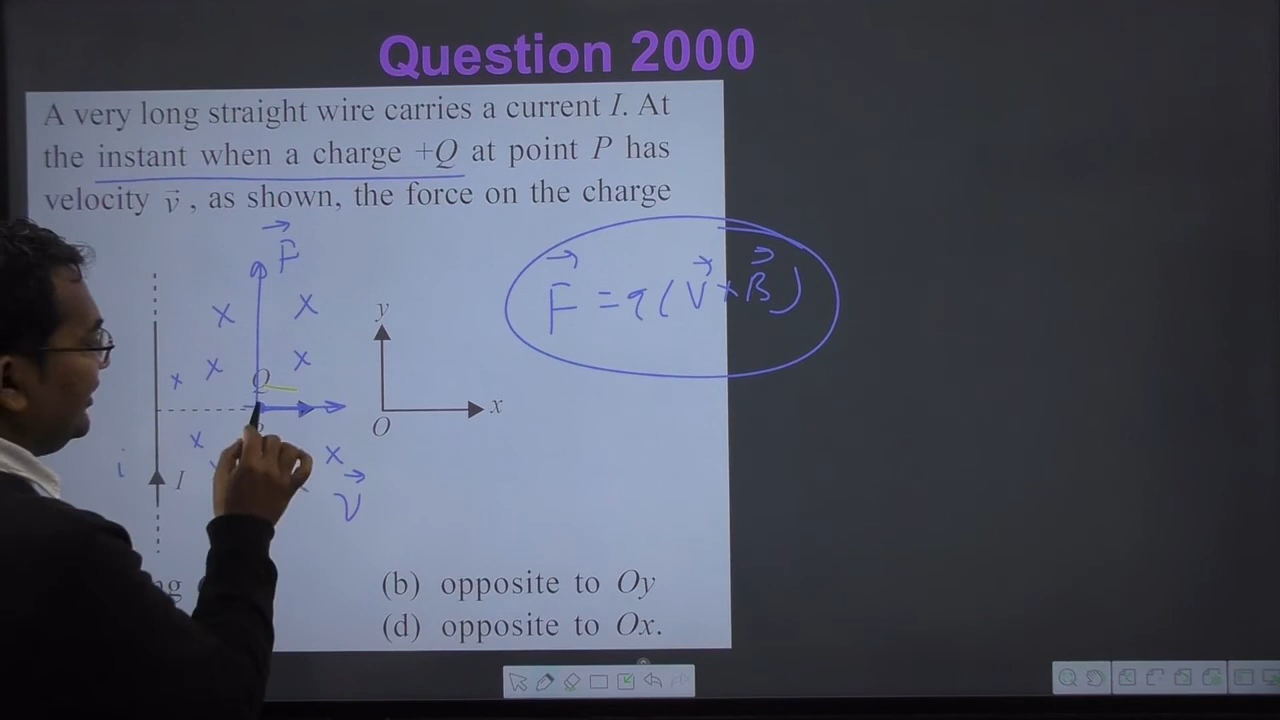 Question 2000
A very long straight wire carries a current I. At
the instant when a charge +Q at point P has
velocity v⃗, as shown, the force on the charge
F⃗
F⃗ = q(V⃗ × B⃗)
y
Q
x
O
i
I
V⃗
(b) opposite to Oy
(d) opposite to Ox.